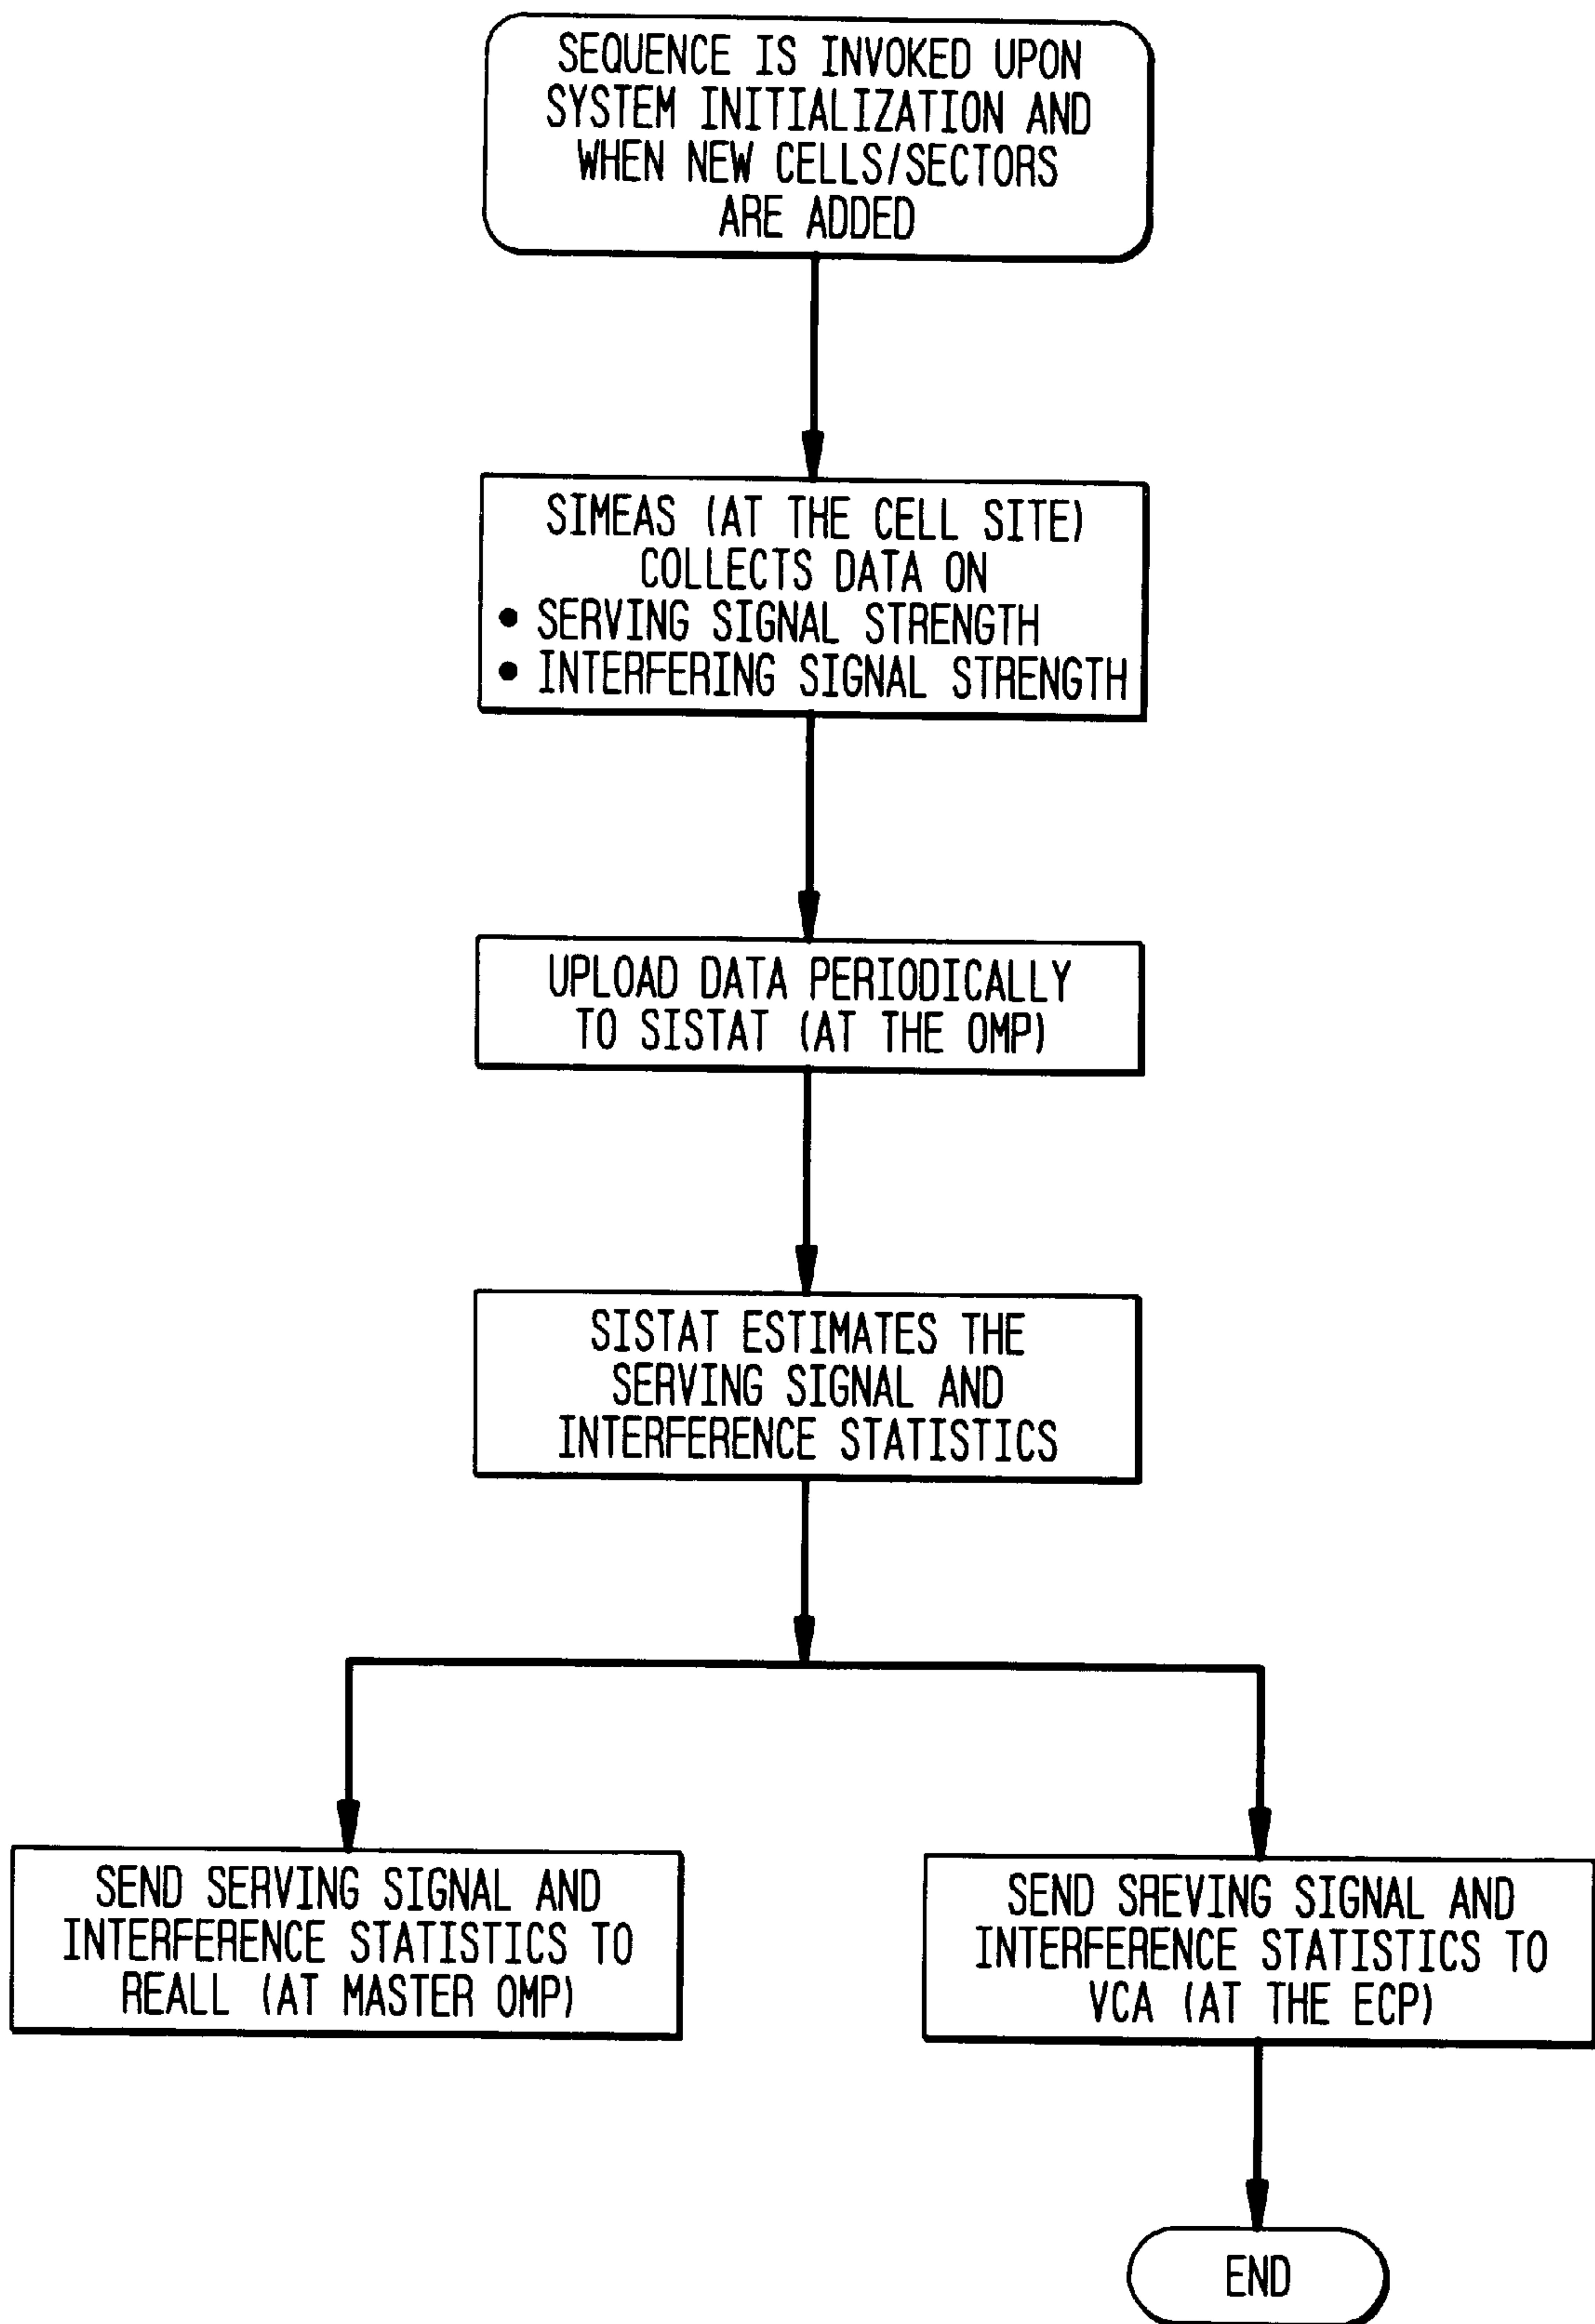 SEQUENCE IS INVOKED UPON
SYSTEM INITIALIZATION AND
WHEN NEW CELLS/SECTORS
ARE ADDED
SIMEAS (AT THE CELL SITE)
COLLECTS DATA ON
• SERVING SIGNAL STRENGTH
• INTERFERING SIGNAL STRENGTH
UPLOAD DATA PERIODICALLY
TO SISTAT (AT THE OMP)
SISTAT ESTIMATES THE
SERVING SIGNAL AND
INTERFERENCE STATISTICS
SEND SERVING SIGNAL AND
INTERFERENCE STATISTICS TO
REALL (AT MASTER OMP)
SEND SREVING SIGNAL AND
INTERFERENCE STATISTICS TO
VCA (AT THE ECP)
END